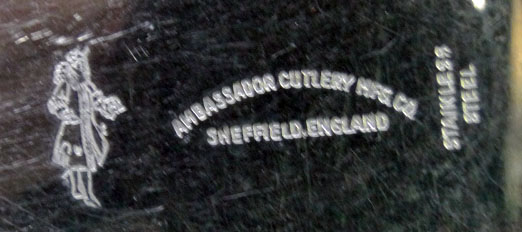 AMBASSADOR CUTLERY MFG. CO.
SHEFFIELD. ENGLAND
STAINLESS
STEEL